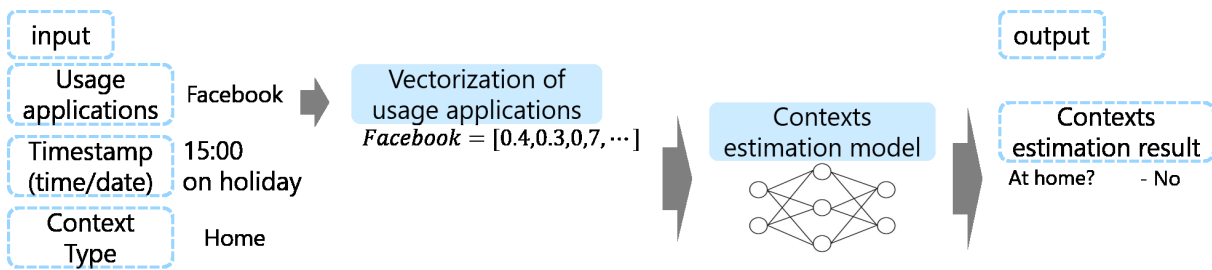 input
Usage
applications
Facebook
Timestamp
(time/date)
15:00
on holiday
Context
Type
Home
Vectorization of
usage applications
Facebook = [0.4,0.3,0,7, ⋯ ]
Contexts
estimation model
output
Contexts
estimation result
At home? - No